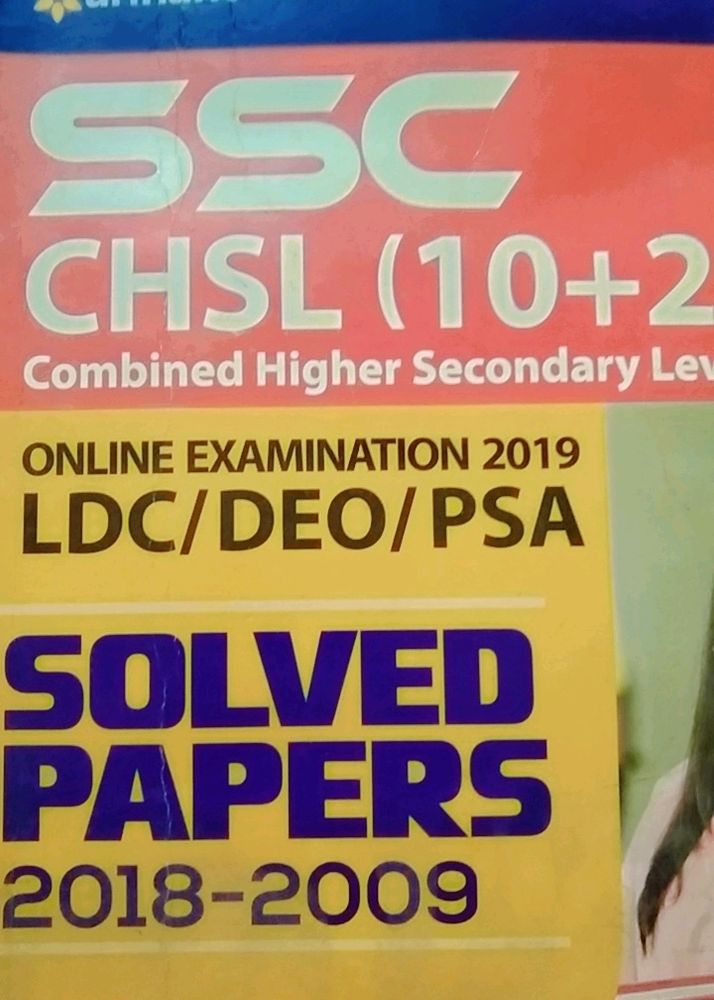 SSC
CHSL (10+2
Combined Higher Secondary Lev
ONLINE EXAMINATION 2019
LDC/DEO/PSA
SOLVED
PAPERS
2018-2009